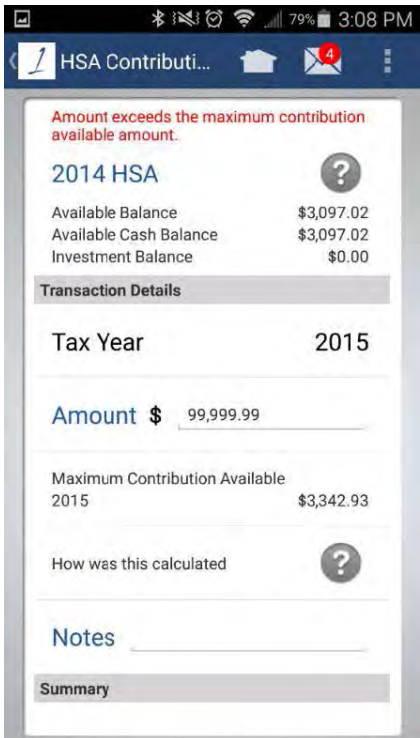 79% 3:08 PM
1 HSA Contributi... 4
Amount exceeds the maximum contribution
available amount.
2014 HSA ?
Available Balance $3,097.02
Available Cash Balance $3,097.02
Investment Balance $0.00
Transaction Details
Tax Year 2015
Amount $ 99,999.99
Maximum Contribution Available
2015 $3,342.93
How was this calculated ?
Notes
Summary